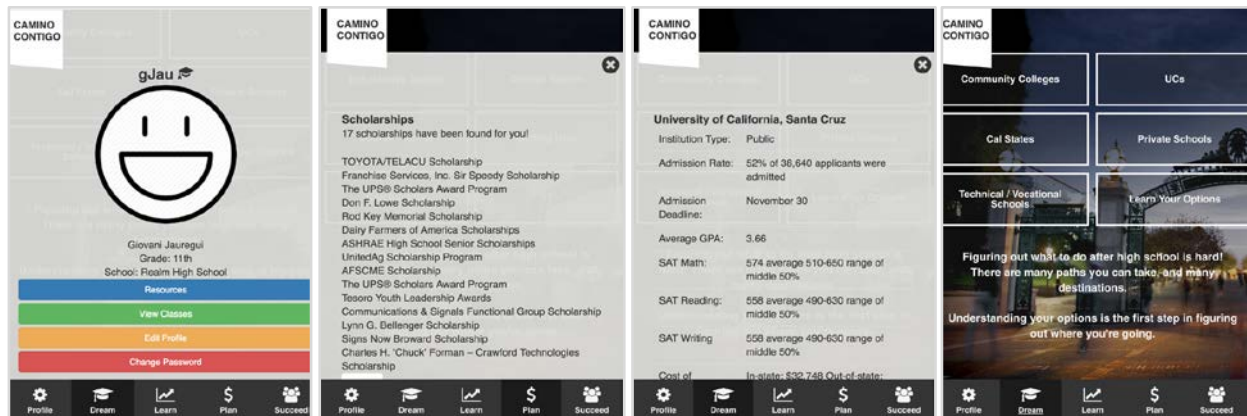 CAMINO
CONTIGO
gJau
Giovani Jauregui
Grade: 11th
School: Realm High School
Resources
View Classes
Edit Profile
Change Password
Profile
Dream
Learn
Plan
Succeed
CAMINO
CONTIGO
Scholarships
17 scholarships have been found for you!
TOYOTA/TELACU Scholarship
Franchise Services, Inc. Sir Speedy Scholarship
The UPS® Scholars Award Program
Don F. Lowe Scholarship
Rod Key Memorial Scholarship
Dairy Farmers of America Scholarships
ASHRAE High School Senior Scholarships
UnitedAg Scholarship Program
AFSCME Scholarship
The UPS® Scholars Award Program
Tesoro Youth Leadership Awards
Communications & Signals Functional Group Scholarship
Lynn G. Bellenger Scholarship
Signs Now Broward Scholarship
Charles H. 'Chuck' Forman – Crawford Technologies
Scholarship
Profile
Dream
Learn
Plan
Succeed
CAMINO
CONTIGO
University of California, Santa Cruz
Institution Type: Public
Admission Rate: 52% of 38,640 applicants were
admitted
Admission November 30
Deadline:
Average GPA: 3.66
SAT Math: 574 average 510-650 range of
middle 50%
SAT Reading: 558 average 490-630 range of
middle 50%
SAT Writing 558 average 490-630 range of
middle 50%
Cost of In-state: $32,748 Out-of-state:
Profile
Dream
Learn
Plan
Succeed
CAMINO
CONTIGO
Community Colleges
UCs
Cal States
Private Schools
Technical / Vocational
Schools
Learn Your Options
Figuring out what to do after high school is hard!
There are many paths you can take, and many
destinations.
Understanding your options is the first step in figuring
out where you're going.
Profile
Dream
Learn
Plan
Succeed